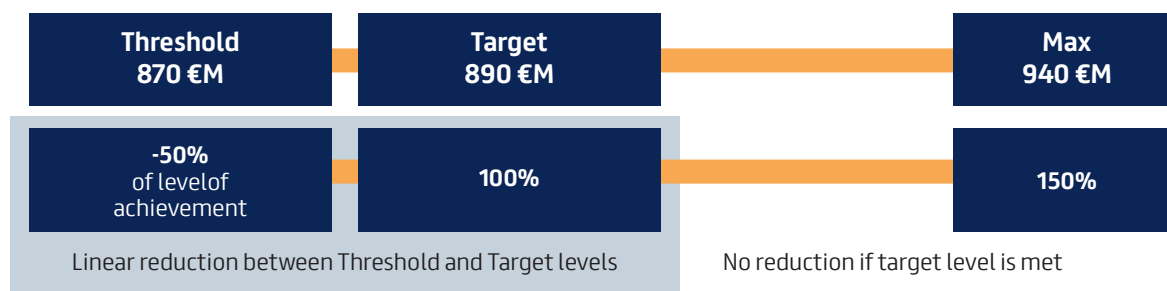 Threshold
870 €M
Target
890 €M
Max
940 €M
-50%
of levelof
achievement
100%
150%
Linear reduction between Threshold and Target levels
No reduction if target level is met